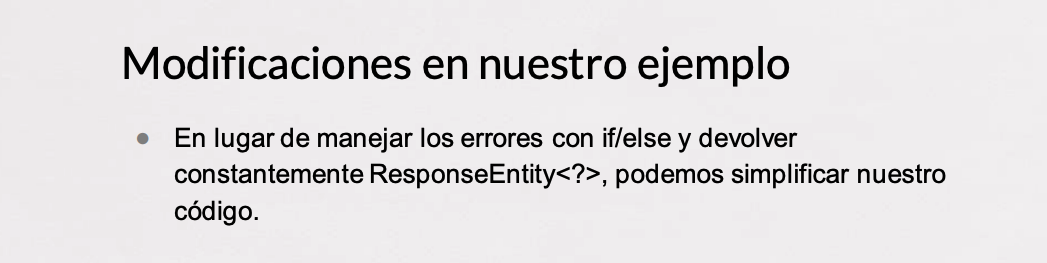 Modificaciones en nuestro ejemplo
● En lugar de manejar los errores con if/else y devolver
constantemente ResponseEntity<?>, podemos simplificar nuestro
código.